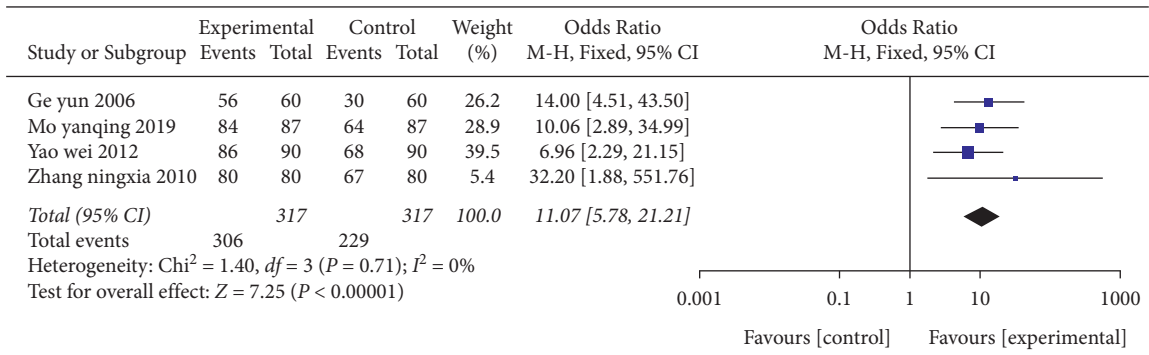 Experimental Control Weight Odds Ratio Odds Ratio
Study or Subgroup Events Total Events Total (%) M-H, Fixed, 95% CI M-H, Fixed, 95% CI
Ge yun 2006 56 60 30 60 26.2 14.00 [4.51, 43.50]
Mo yanqing 2019 84 87 64 87 28.9 10.06 [2.89, 34.99]
Yao wei 2012 86 90 68 90 39.5 6.96 [2.29, 21.15]
Zhang ningxia 2010 80 80 67 80 5.4 32.20 [1.88, 551.76]
Total (95% CI) 317 317 100.0 11.07 [5.78, 21.21]
Total events 306 229
Heterogeneity: Chi² = 1.40, df = 3 (P = 0.71); I² = 0%
Test for overall effect: Z = 7.25 (P < 0.00001)
0.001 0.1 1 10 1000
Favours [control] Favours [experimental]